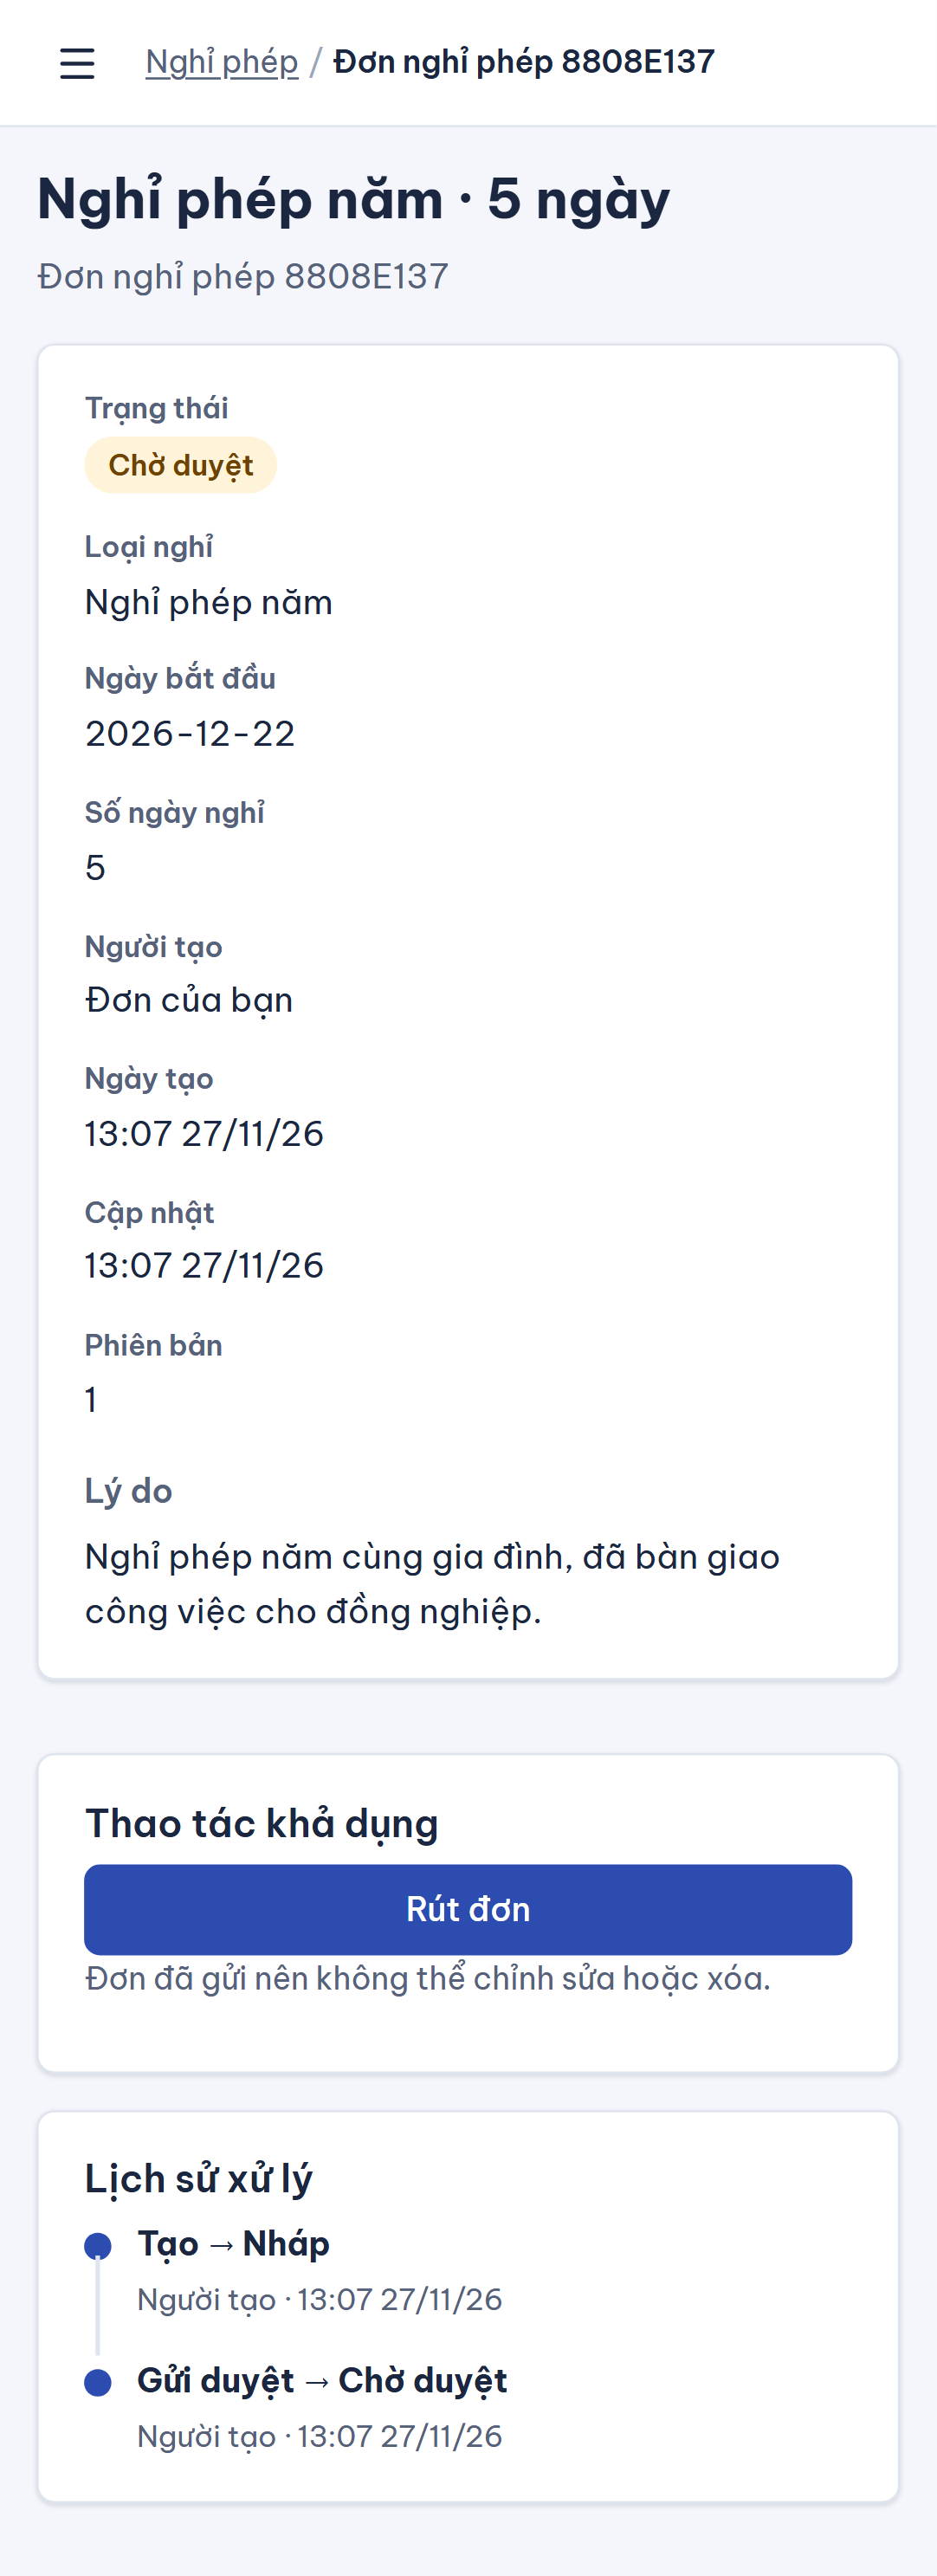 Nghỉ phép / Đơn nghỉ phép 8808E137
Nghỉ phép năm · 5 ngày
Đơn nghỉ phép 8808E137
Trạng thái
Chờ duyệt
Loại nghỉ
Nghỉ phép năm
Ngày bắt đầu
2026-12-22
Số ngày nghỉ
5
Người tạo
Đơn của bạn
Ngày tạo
13:07 27/11/26
Cập nhật
13:07 27/11/26
Phiên bản
1
Lý do
Nghỉ phép năm cùng gia đình, đã bàn giao
công việc cho đồng nghiệp.
Thao tác khả dụng
Rút đơn
Đơn đã gửi nên không thể chỉnh sửa hoặc xóa.
Lịch sử xử lý
Tạo → Nháp
Người tạo · 13:07 27/11/26
Gửi duyệt → Chờ duyệt
Người tạo · 13:07 27/11/26